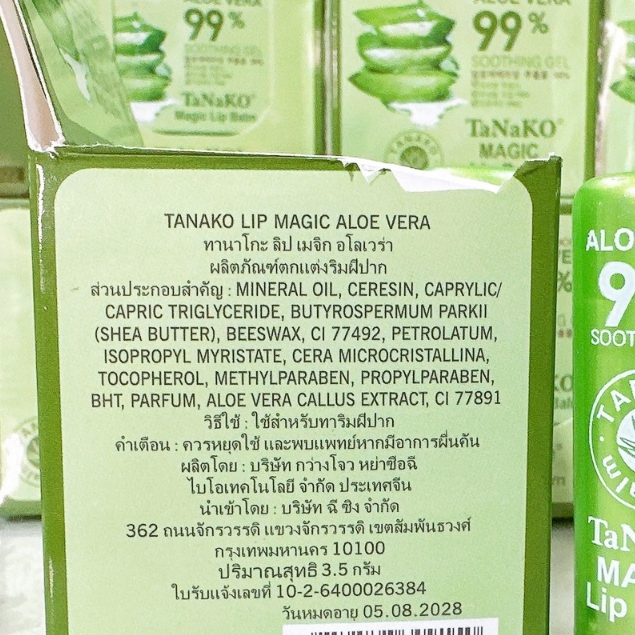 ALOE VERA
99%
SOOTHING GEL
TaNaKO
Magic Lip Balm
99%
SOOTHING GEL
TaNaKO
MAGIC
TANAKO LIP MAGIC ALOE VERA
ทานาโกะ ลิป เมจิก อโลเวร่า
ผลิตภัณฑ์ตกแต่งริมฝีปาก
ส่วนประกอบสำคัญ : MINERAL OIL, CERESIN, CAPRYLIC/
CAPRIC TRIGLYCERIDE, BUTYROSPERMUM PARKII
(SHEA BUTTER), BEESWAX, CI 77492, PETROLATUM,
ISOPROPYL MYRISTATE, CERA MICROCRISTALLINA,
TOCOPHEROL, METHYLPARABEN, PROPYLPARABEN,
BHT, PARFUM, ALOE VERA CALLUS EXTRACT, CI 77891
วิธีใช้ : ใช้สำหรับทาริมฝีปาก
คำเตือน : ควรหยุดใช้ และพบแพทย์หากมีอาการผื่นคัน
ผลิตโดย : บริษัท กว่างโจว หย่าซือฉี
ไบโอเทคโนโลยี จำกัด ประเทศจีน
นำเข้าโดย : บริษัท ฉี ชิง จำกัด
362 ถนนจักรวรรดิ แขวงจักรวรรดิ เขตสัมพันธวงศ์
กรุงเทพมหานคร 10100
ปริมาณสุทธิ 3.5 กรัม
ใบรับแจ้งเลขที่ 10-2-6400026384
วันหมดอายุ 05.08.2028
ALO
9
SOOT
TaN
MA
Lip